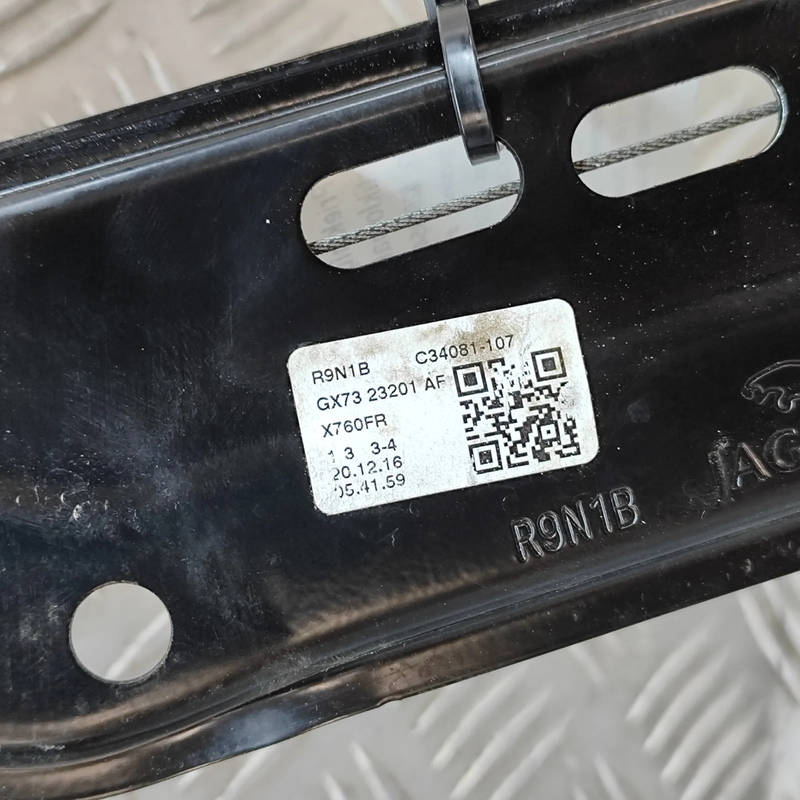 R9N1B C34081-107
GX73 23201 AF
X760FR
1 3 3-4
20.12.16
05.41.59
R9N1B